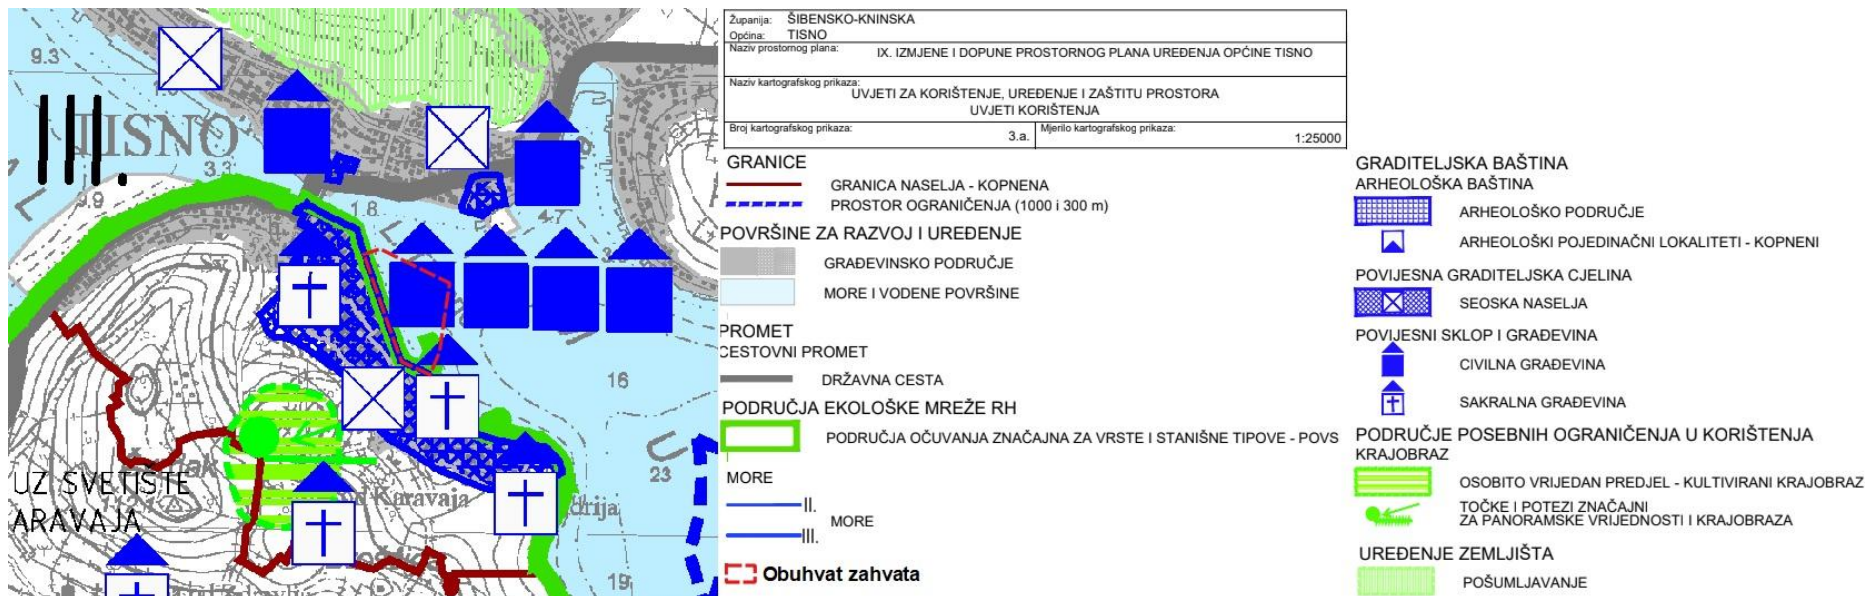 9.3
TISNO
III.
3.3
9.9
1.8
4.7
16
23
19
UZ SVETIŠTE
ARAVAJA
Karavaja
drija
Županija: ŠIBENSKO-KNINSKA
Općina: TISNO
Naziv prostornog plana: IX. IZMJENE I DOPUNE PROSTORNOG PLANA UREĐENJA OPĆINE TISNO
Naziv kartografskog prikaza:
UVJETI ZA KORIŠTENJE, UREĐENJE I ZAŠTITU PROSTORA
UVJETI KORIŠTENJA
Broj kartografskog prikaza: 3.a. Mjerilo kartografskog prikaza: 1:25000
GRANICE
GRANICA NASELJA - KOPNENA
PROSTOR OGRANIČENJA (1000 i 300 m)
POVRŠINE ZA RAZVOJ I UREĐENJE
GRAĐEVINSKO PODRUČJE
MORE I VODENE POVRŠINE
PROMET
CESTOVNI PROMET
DRŽAVNA CESTA
PODRUČJA EKOLOŠKE MREŽE RH
PODRUČJA OČUVANJA ZNAČAJNA ZA VRSTE I STANIŠNE TIPOVE - POVS
MORE
II.
MORE
III.
Obuhvat zahvata
GRADITELJSKA BAŠTINA
ARHEOLOŠKA BAŠTINA
ARHEOLOŠKO PODRUČJE
ARHEOLOŠKI POJEDINAČNI LOKALITETI - KOPNENI
POVIJESNA GRADITELJSKA CJELINA
SEOSKA NASELJA
POVIJESNI SKLOP I GRAĐEVINA
CIVILNA GRAĐEVINA
SAKRALNA GRAĐEVINA
PODRUČJE POSEBNIH OGRANIČENJA U KORIŠTENJA
KRAJOBRAZ
OSOBITO VRIJEDAN PREDJEL - KULTIVIRANI KRAJOBRAZ
TOČKE I POTEZI ZNAČAJNI
ZA PANORAMSKE VRIJEDNOSTI I KRAJOBRAZA
UREĐENJE ZEMLJIŠTA
POŠUMLJAVANJE